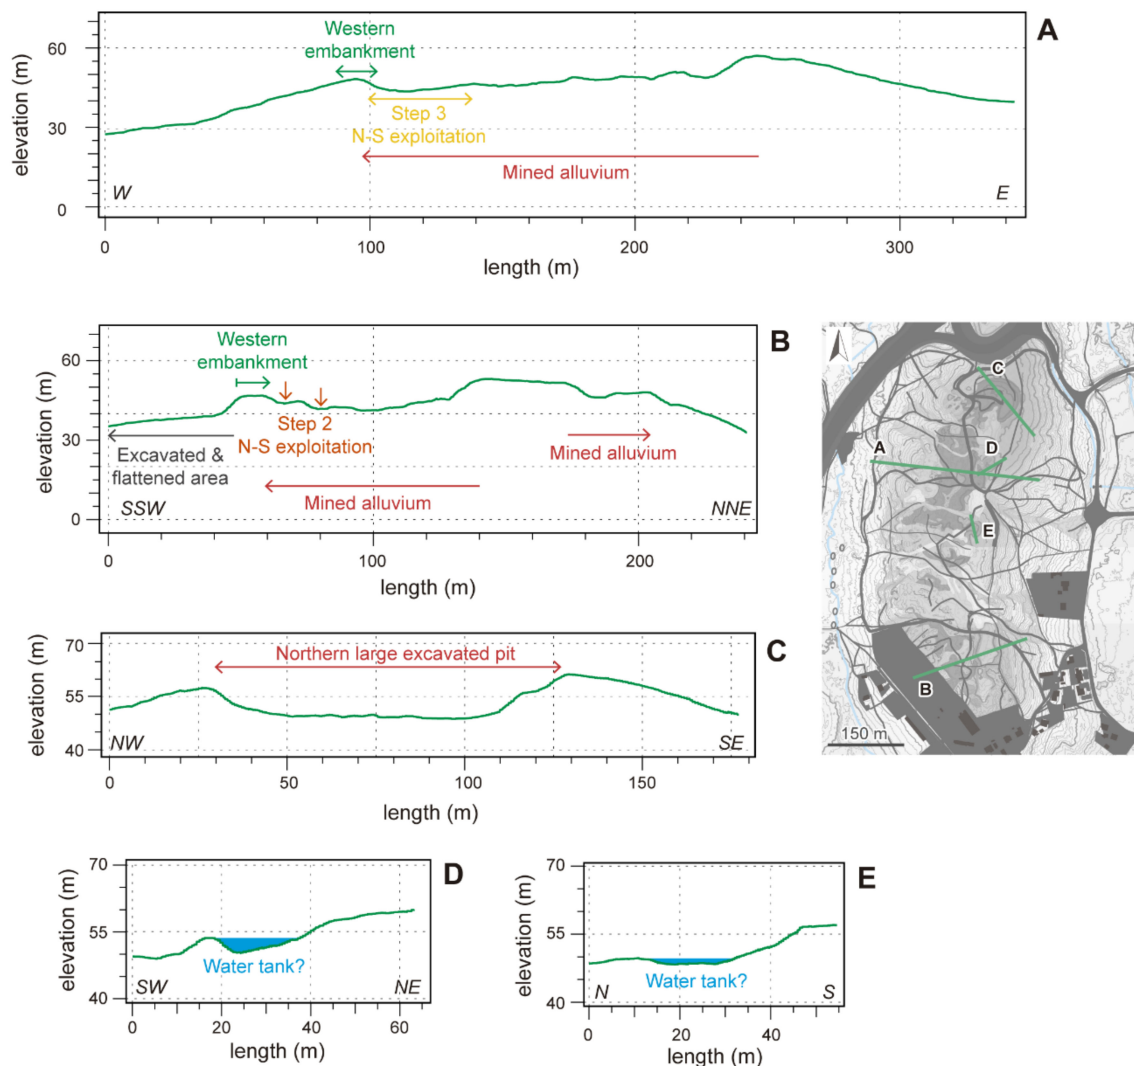 A
Western
embankment
Step 3
N-S exploitation
Mined alluvium
W
E
elevation (m)
60
30
0
0
100
200
300
length (m)
B
Western
embankment
Step 2
N-S exploitation
Excavated &
flattened area
Mined alluvium
Mined alluvium
SSW
NNE
elevation (m)
60
30
0
0
100
200
length (m)
C
Northern large excavated pit
NW
SE
elevation (m)
70
55
40
0
50
100
150
length (m)
A
B
C
D
E
150 m
D
Water tank?
SW
NE
elevation (m)
70
55
40
0
20
40
60
length (m)
E
Water tank?
N
S
elevation (m)
70
55
40
0
20
40
length (m)